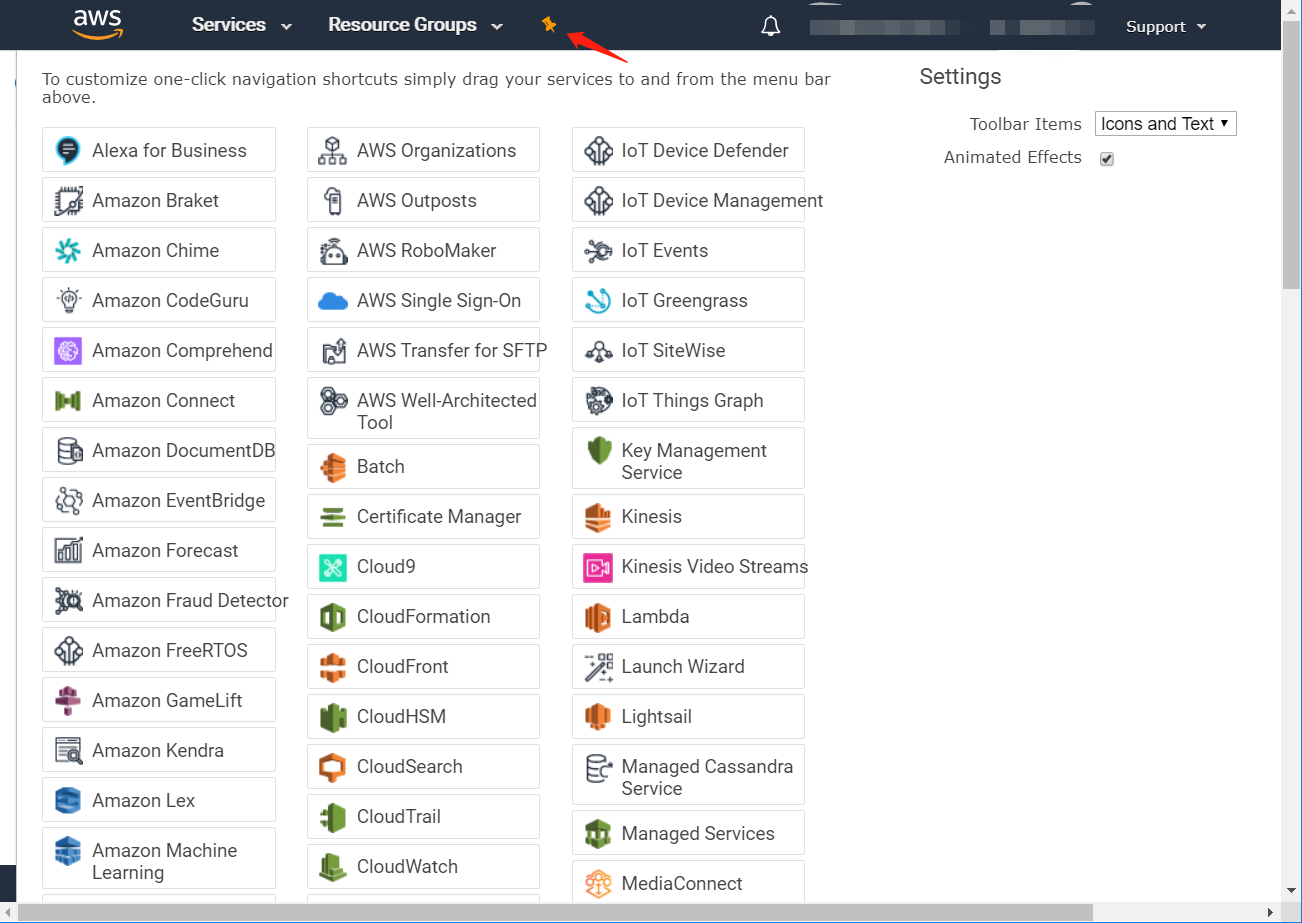 aws
Services
Resource Groups
Support
To customize one-click navigation shortcuts simply drag your services to and from the menu bar
above.
Settings
Toolbar Items
Icons and Text
Animated Effects
Alexa for Business
Amazon Braket
Amazon Chime
Amazon CodeGuru
Amazon Comprehend
Amazon Connect
Amazon DocumentDB
Amazon EventBridge
Amazon Forecast
Amazon Fraud Detector
Amazon FreeRTOS
Amazon GameLift
Amazon Kendra
Amazon Lex
Amazon Machine
Learning
AWS Organizations
AWS Outposts
AWS RoboMaker
AWS Single Sign-On
AWS Transfer for SFTP
AWS Well-Architected
Tool
Batch
Certificate Manager
Cloud9
CloudFormation
CloudFront
CloudHSM
CloudSearch
CloudTrail
CloudWatch
IoT Device Defender
IoT Device Management
IoT Events
IoT Greengrass
IoT SiteWise
IoT Things Graph
Key Management
Service
Kinesis
Kinesis Video Streams
Lambda
Launch Wizard
Lightsail
Managed Cassandra
Service
Managed Services
MediaConnect